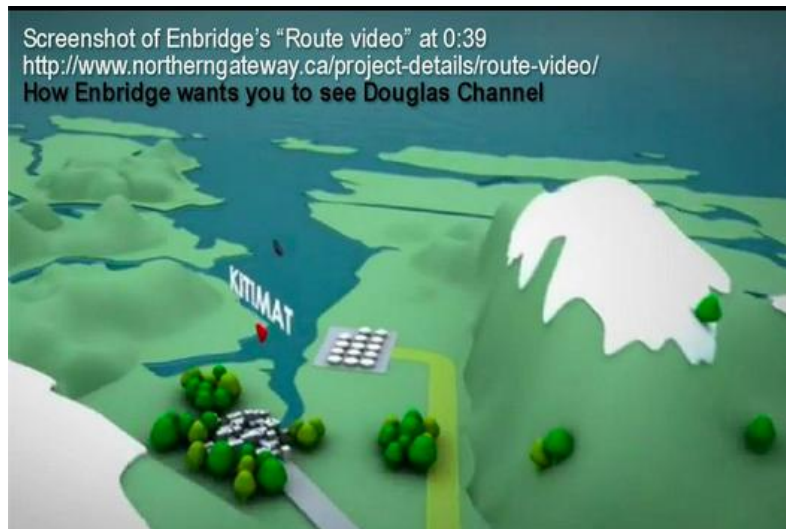 Screenshot of Enbridge's “Route video” at 0:39
http://www.northerngateway.ca/project-details/route-video/
How Enbridge wants you to see Douglas Channel
KITIMAT